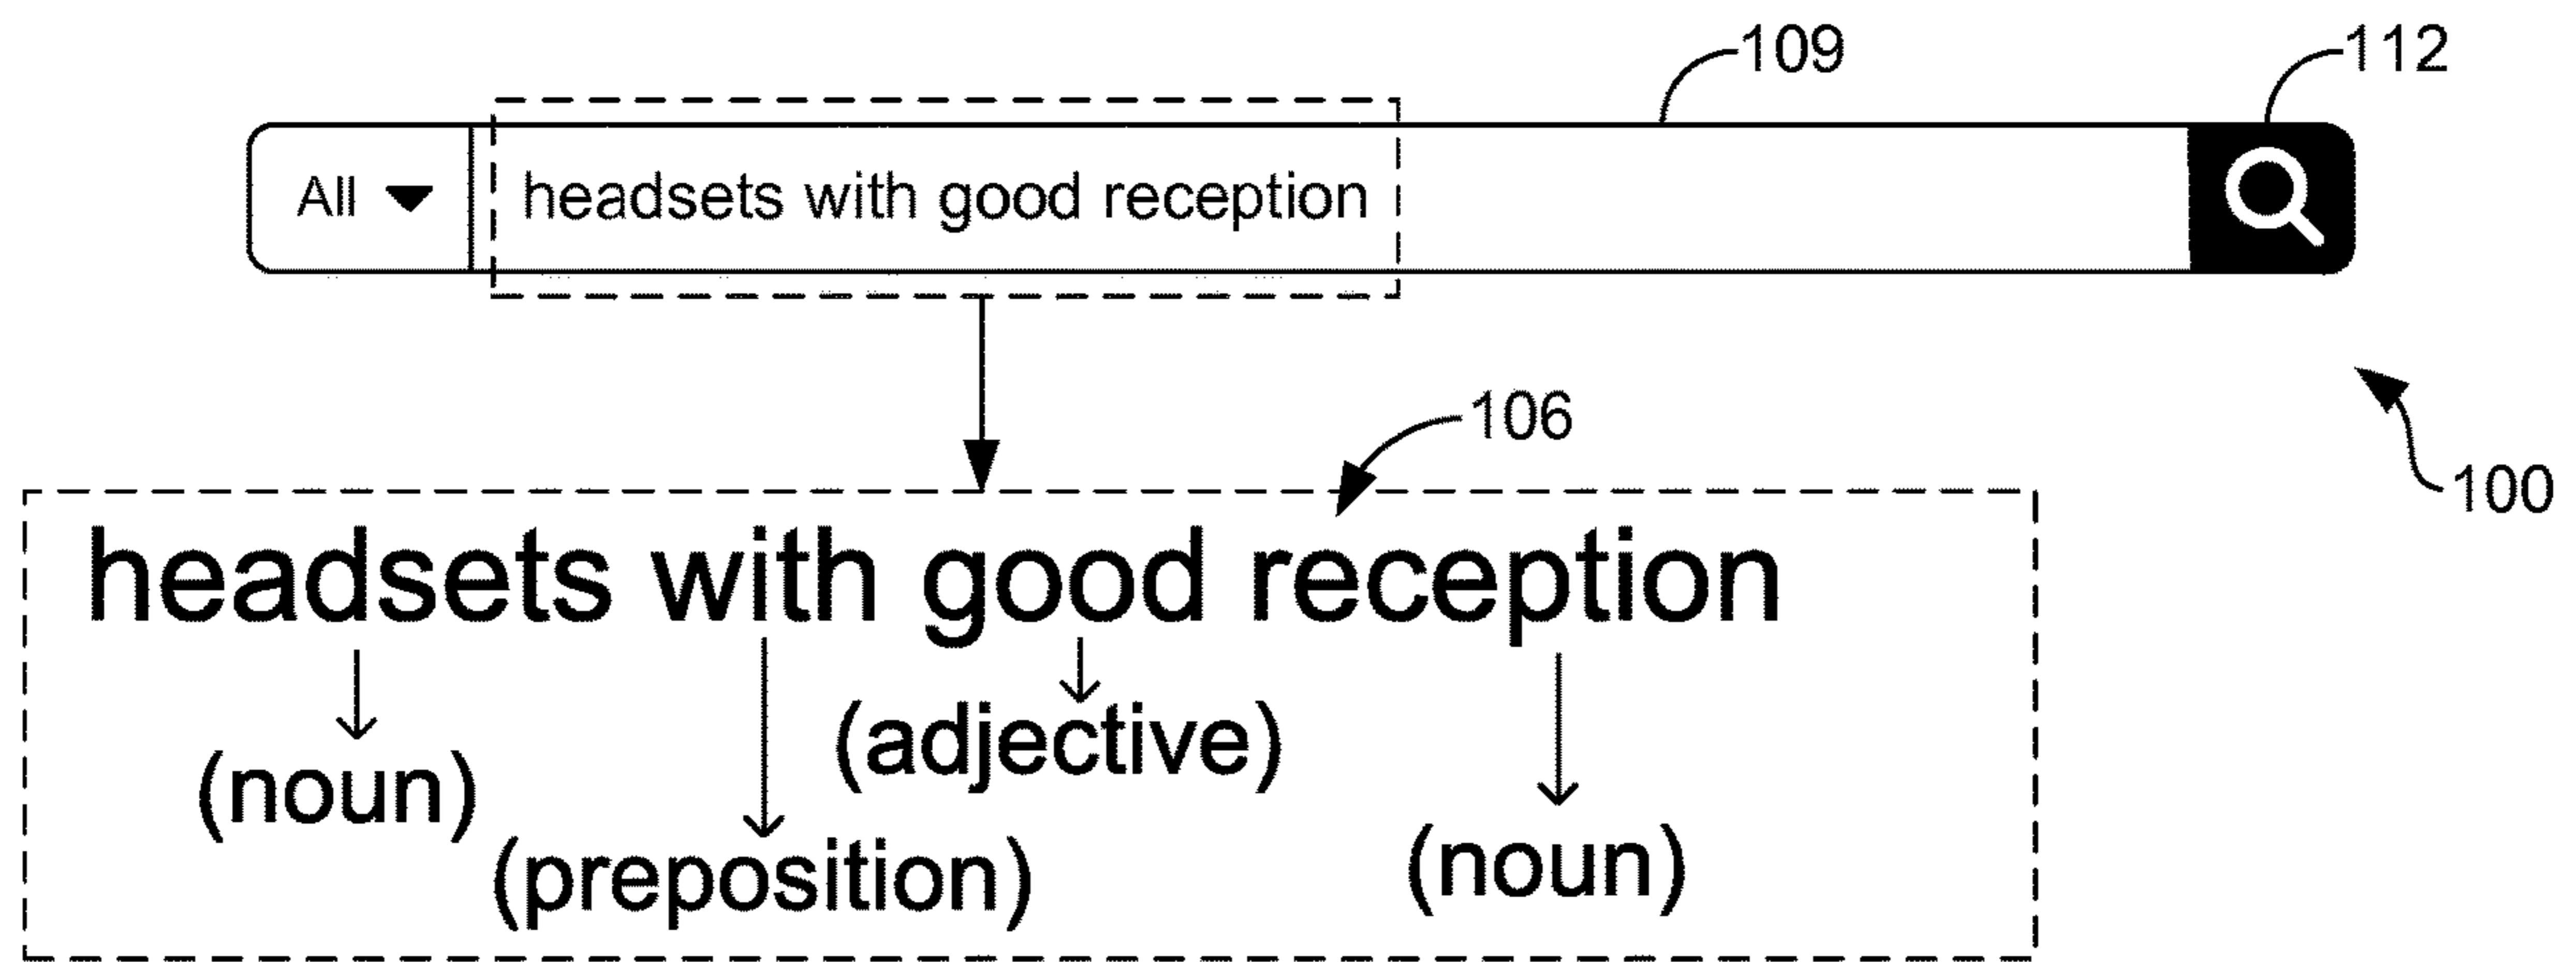 109
112
All headsets with good reception
106
100
headsets with good reception
(adjective)
(noun)
(preposition)
(noun)